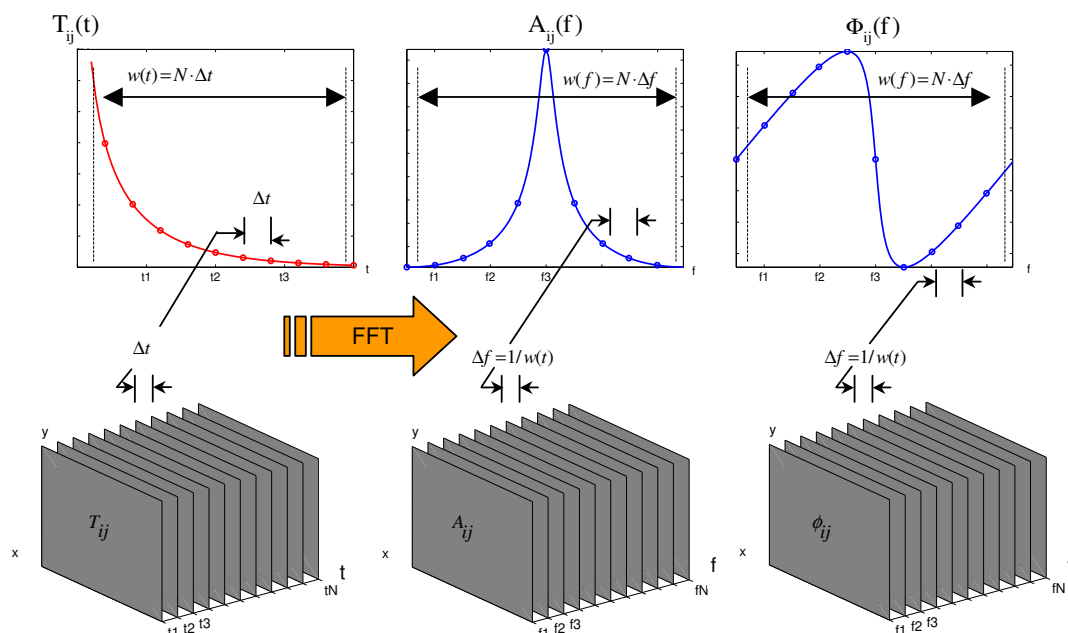 T_ij(t)
A_ij(f)
Φ_ij(f)
w(t)=N·Δt
w(f)=N·Δf
w(f)=N·Δf
Δt
t1 t2 t3 t
f1 f2 f3 f
f1 f2 f3 f
FFT
Δt
Δf=1/w(t)
Δf=1/w(t)
y
y
y
T_ij
A_ij
ϕ_ij
x
x
x
t
f
tN
fN
fN
t1 t2 t3
f1 f2 f3
f1 f2 f3